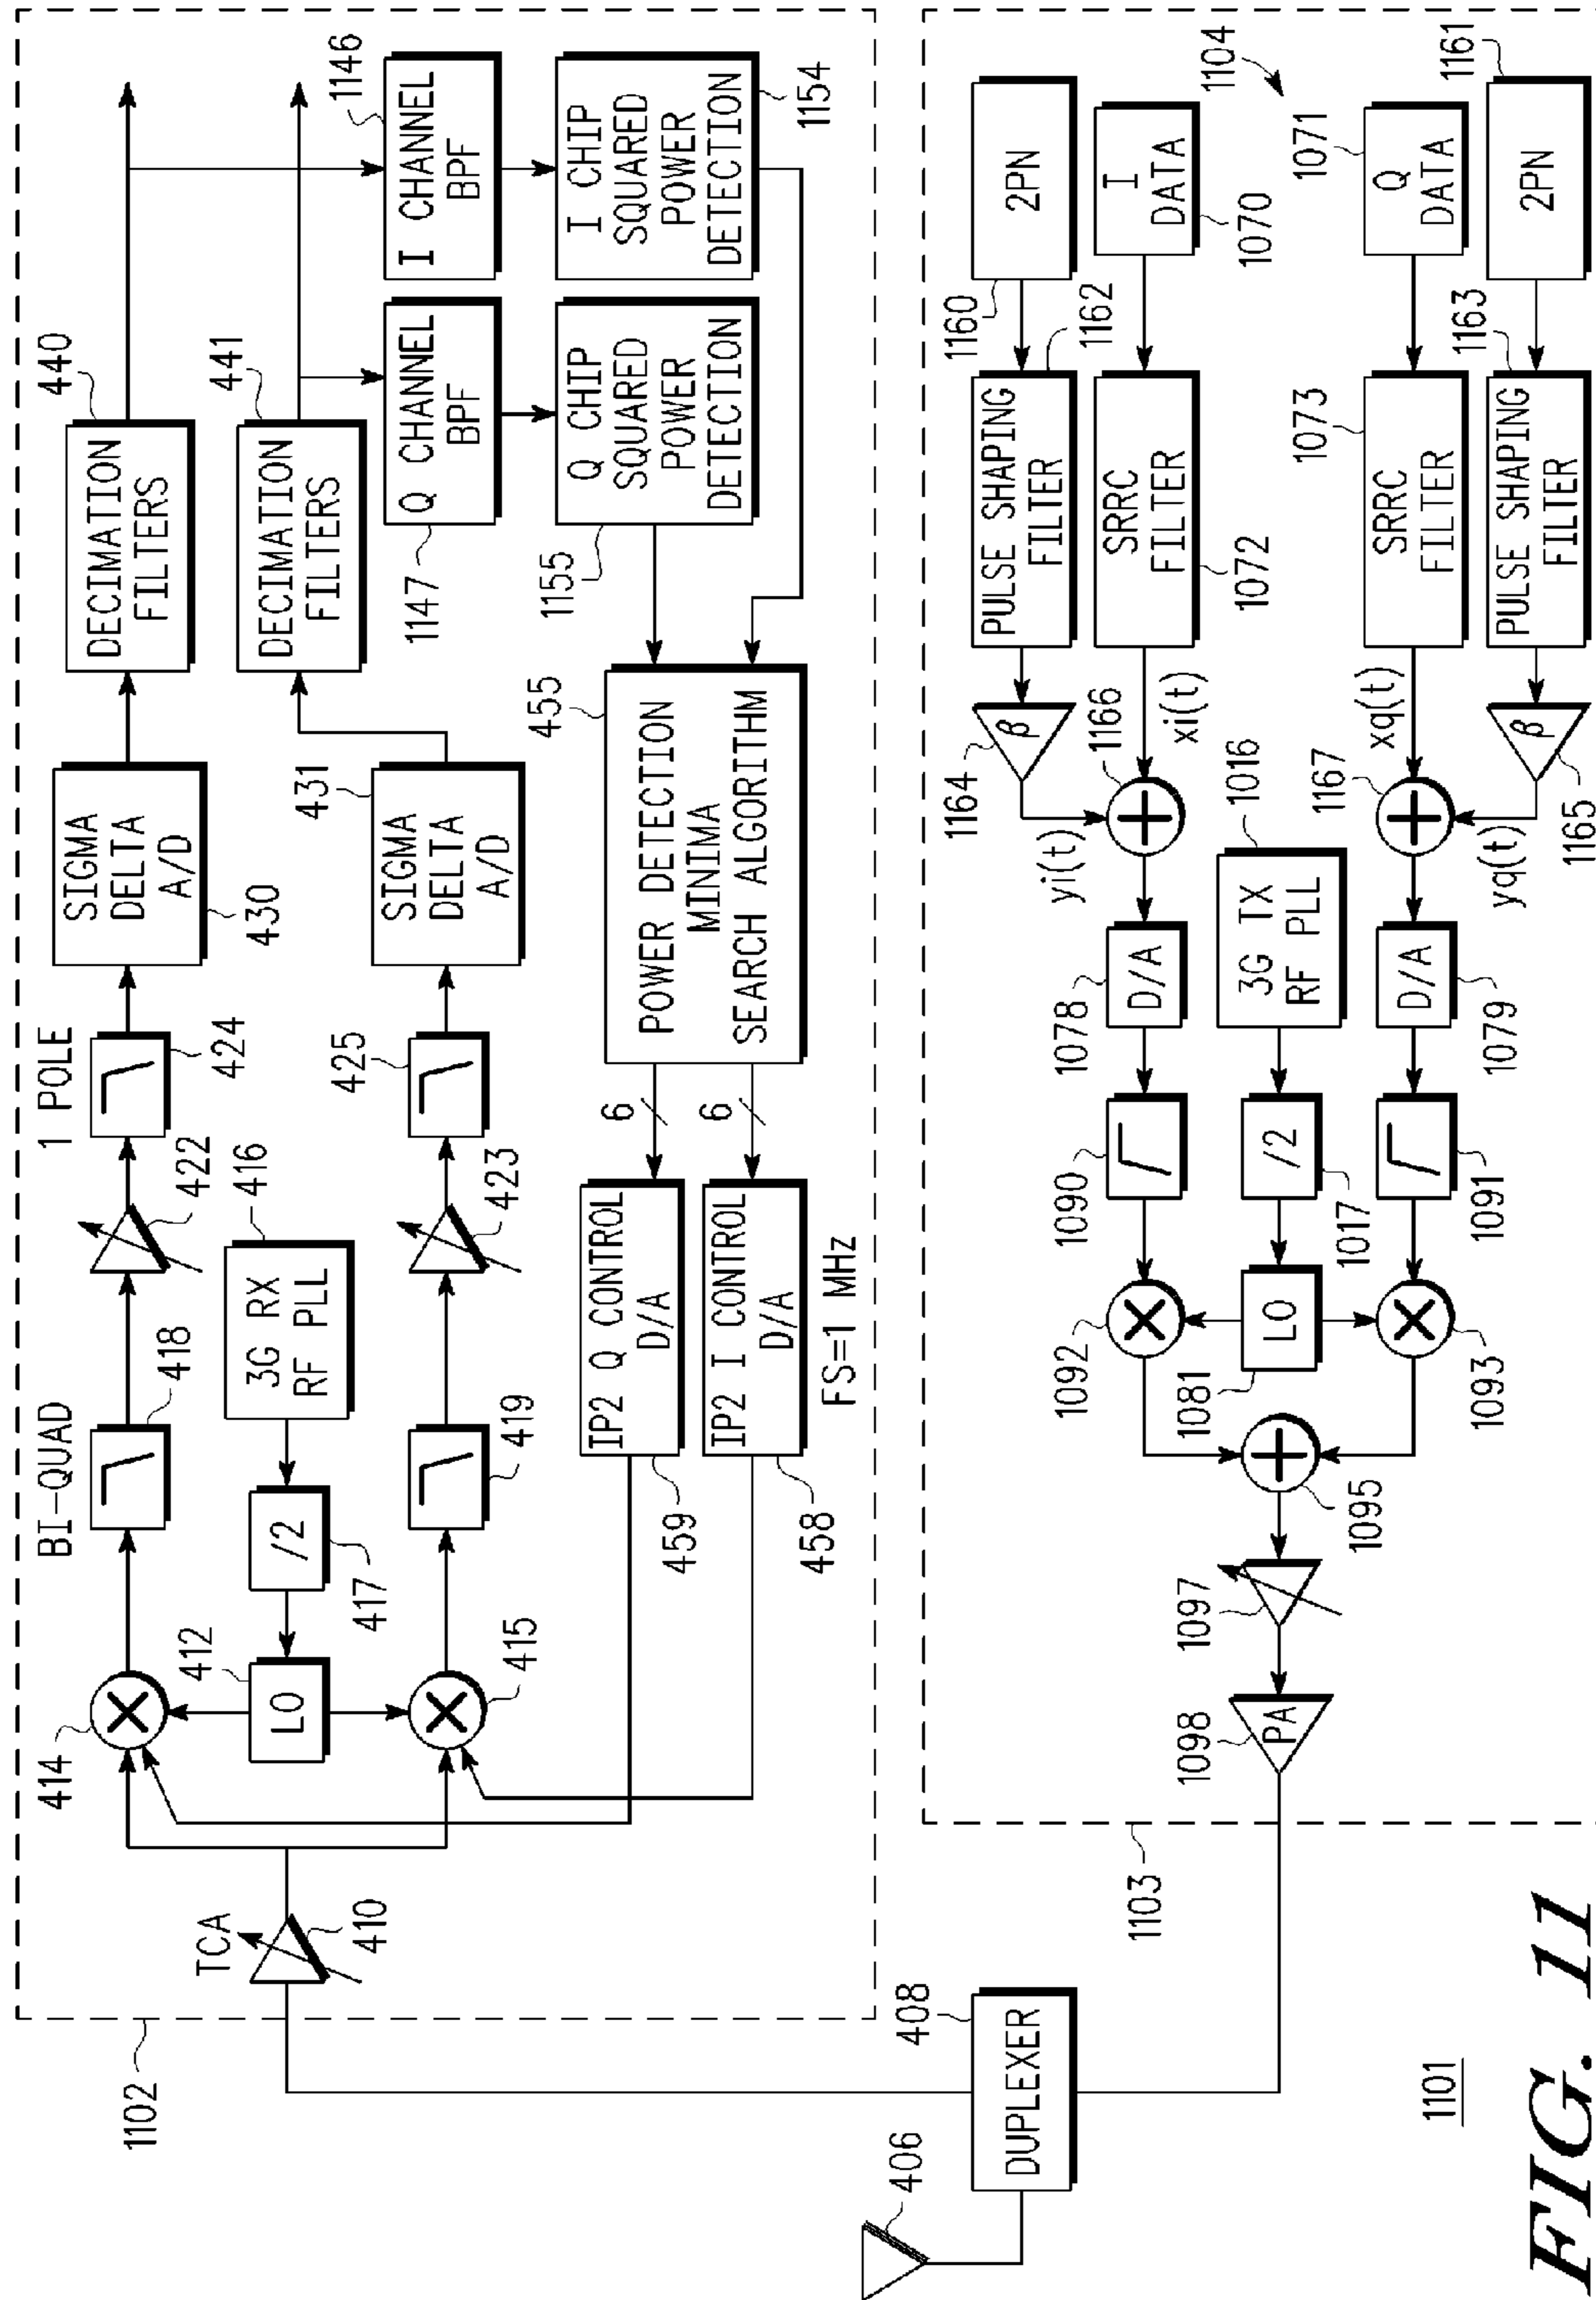 1102
TCA
410
414
412
LO
415
BI-QUAD
418
/2
417
419
3G RX
RF PLL
416
422
423
1 POLE
424
425
SIGMA
DELTA
A/D
430
SIGMA
DELTA
A/D
431
DECIMATION
FILTERS
440
DECIMATION
FILTERS
441
Q CHANNEL
BPF
1147
I CHANNEL
BPF
1146
Q CHIP
SQUARED
POWER
DETECTION
1155
I CHIP
SQUARED
POWER
DETECTION
1154
POWER DETECTION
MINIMA
SEARCH ALGORITHM
455
6
6
IP2 Q CONTROL
D/A
459
IP2 I CONTROL
D/A
458
FS=1 MHz
406
DUPLEXER
408
1103
PA
1098
1097
1095
1092
1093
LO
1081
1090
/2
1017
1091
D/A
1078
3G TX
RF PLL
1016
D/A
1079
yi(t)
1166
xi(t)
xq(t)
1167
yq(t)
β
1164
β
1165
PULSE SHAPING
FILTER
1162
SRRC
FILTER
1072
SRRC
FILTER
1073
PULSE SHAPING
FILTER
1163
2PN
1160
I
DATA
1070
Q
DATA
1071
2PN
1161
1104
1101
FIG. 11